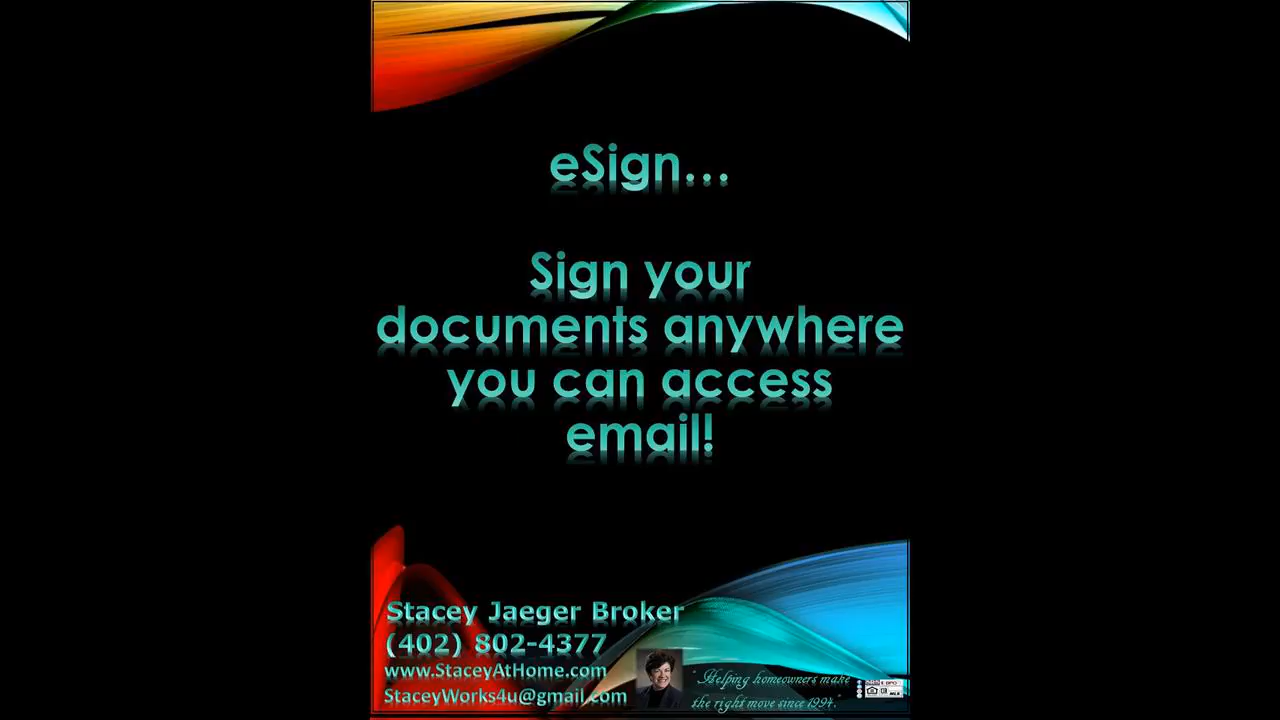 eSign...
Sign your
documents anywhere
you can access
email!
Stacey Jaeger Broker
(402) 802-4377
www.StaceyAtHome.com
StaceyWorks4u@gmail.com
"Helping homeowners make
the right move since 1994."